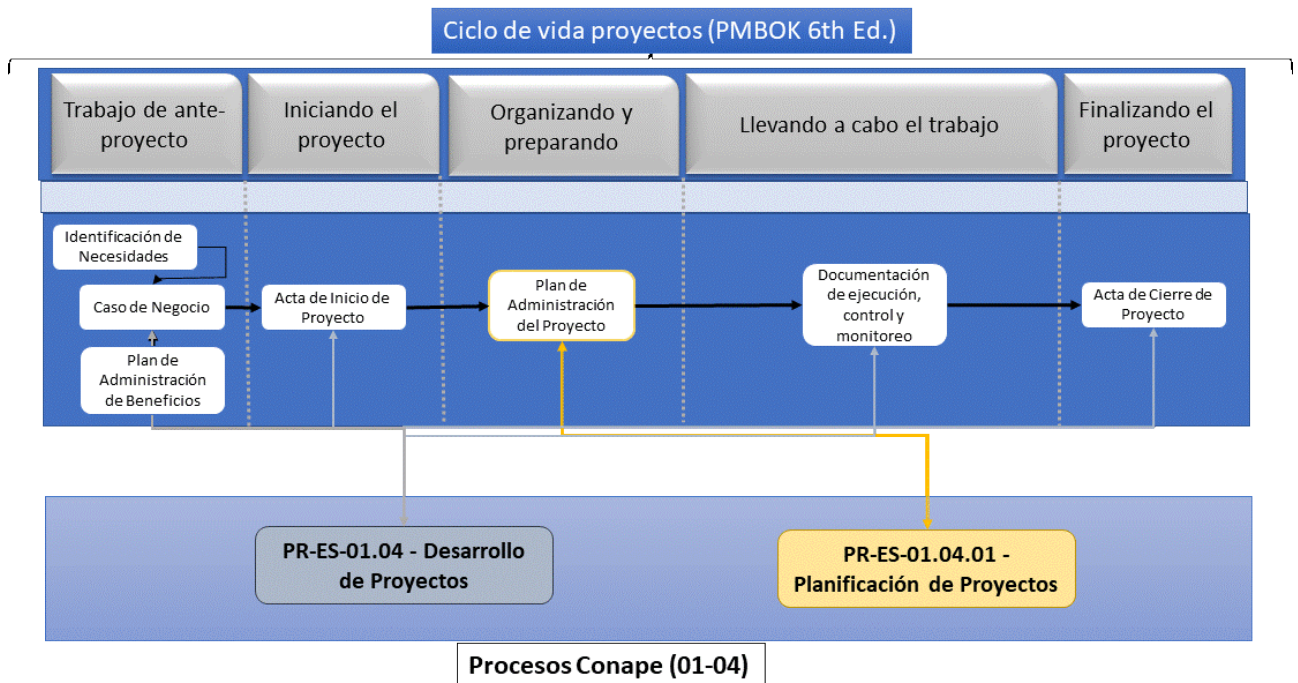 Ciclo de vida proyectos (PMBOK 6th Ed.)
Trabajo de ante-
proyecto
Iniciando el
proyecto
Organizando y
preparando
Llevando a cabo el trabajo
Finalizando el
proyecto
Identificación de
Necesidades
Caso de Negocio
Plan de
Administración
de Beneficios
Acta de Inicio de
Proyecto
Plan de
Administración
del Proyecto
Documentación
de ejecución,
control y
monitoreo
Acta de Cierre de
Proyecto
PR-ES-01.04 - Desarrollo
de Proyectos
PR-ES-01.04.01 -
Planificación de Proyectos
Procesos Conape (01-04)